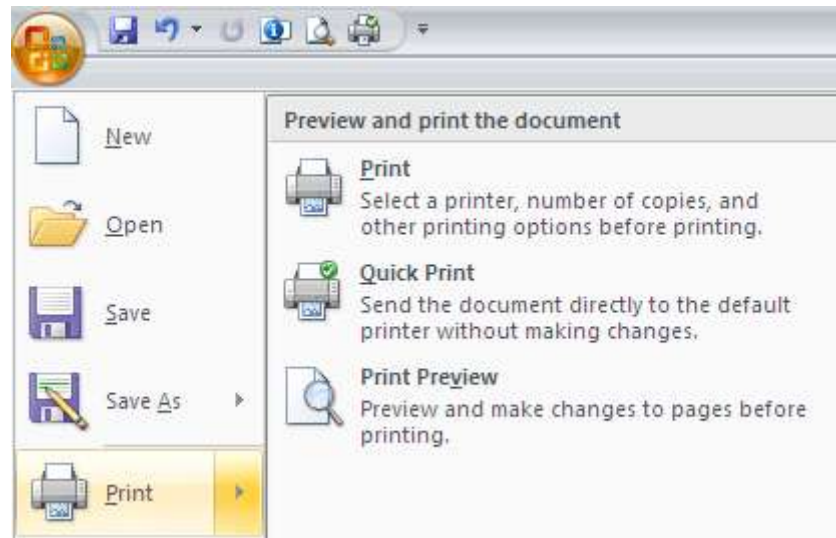 New
Open
Save
Save As
Print
Preview and print the document
Print
Select a printer, number of copies, and
other printing options before printing.
Quick Print
Send the document directly to the default
printer without making changes.
Print Preview
Preview and make changes to pages before
printing.